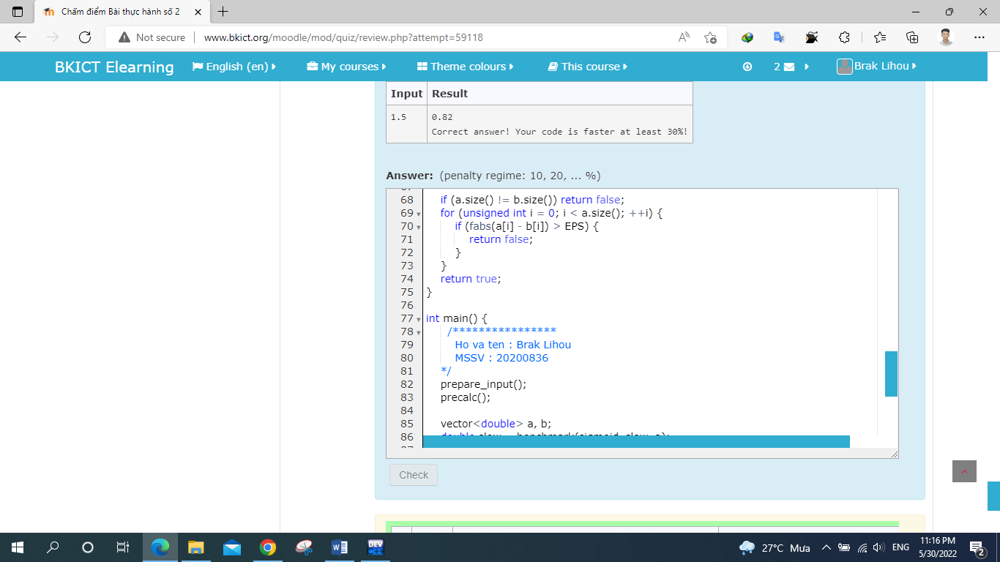 Chấm điểm Bài thực hành số 2
Not secure www.bkict.org/moodle/mod/quiz/review.php?attempt=59118
BKICT Elearning English (en) My courses Theme colours This course 2 Brak Lihou
Input Result
1.5 0.82
Correct answer! Your code is faster at least 30%!
Answer: (penalty regime: 10, 20, ... %)
68 if (a.size() != b.size()) return false;
69 for (unsigned int i = 0; i < a.size(); ++i) {
70 if (fabs(a[i] - b[i]) > EPS) {
71 return false;
72 }
73 }
74 return true;
75 }
76
77 int main() {
78 /****************
79 Ho va ten : Brak Lihou
80 MSSV : 20200836
81 */
82 prepare_input();
83 precalc();
84
85 vector<double> a, b;
86
Check
27°C Mưa ENG 11:16 PM
5/30/2022
2
DEV